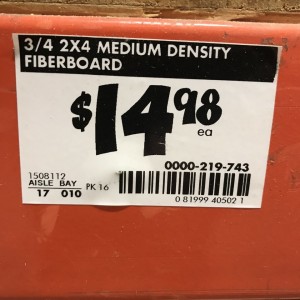 3/4 2X4 MEDIUM DENSITY
FIBERBOARD
$14.98
ea
0000-219-743
1508112
AISLE BAY
17 010
PK 16
0 81999 40502 1